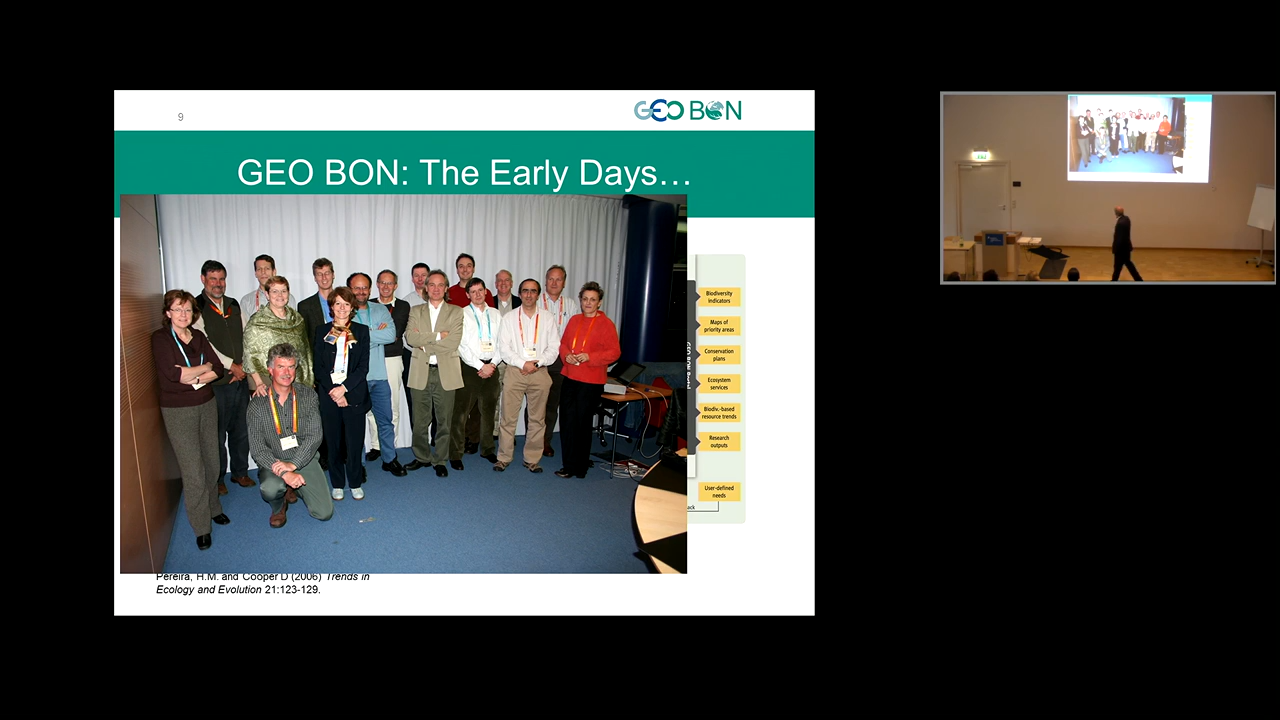 9
GEO BON
GEO BON: The Early Days…
Biodiversity
indicators
Maps of
priority areas
Conservation
plans
Ecosystem
services
Biodiv.-based
resource trends
Research
outputs
User-defined
needs
Pereira, H.M. and Cooper D (2006) Trends in
Ecology and Evolution 21:123-129.